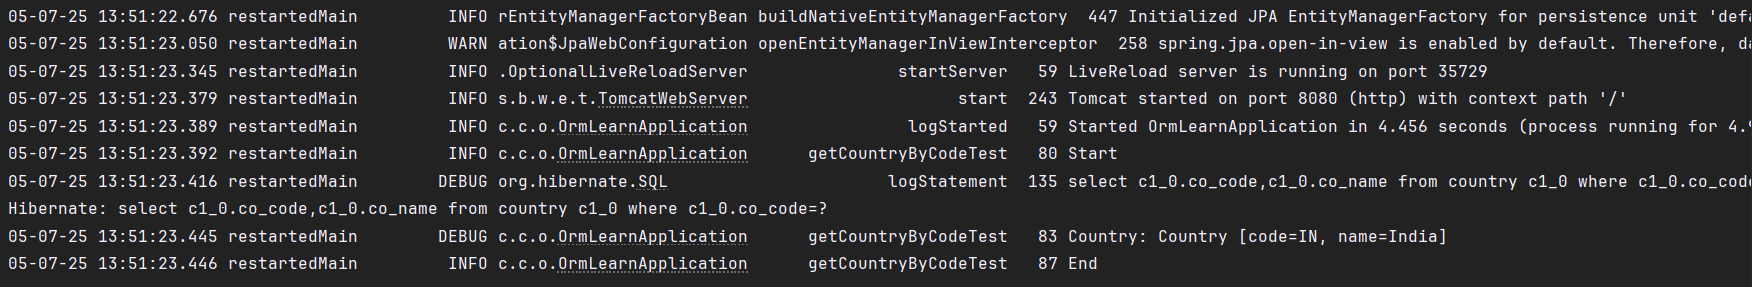 05-07-25 13:51:22.676 restartedMain INFO rEntityManagerFactoryBean buildNativeEntityManagerFactory 447 Initialized JPA EntityManagerFactory for persistence unit 'defa
05-07-25 13:51:23.050 restartedMain WARN ation$JpaWebConfiguration openEntityManagerInViewInterceptor 258 spring.jpa.open-in-view is enabled by default. Therefore, da
05-07-25 13:51:23.345 restartedMain INFO .OptionalLiveReloadServer startServer 59 LiveReload server is running on port 35729
05-07-25 13:51:23.379 restartedMain INFO s.b.w.e.t.TomcatWebServer start 243 Tomcat started on port 8080 (http) with context path '/'
05-07-25 13:51:23.389 restartedMain INFO c.c.o.OrmLearnApplication logStarted 59 Started OrmLearnApplication in 4.456 seconds (process running for 4.9
05-07-25 13:51:23.392 restartedMain INFO c.c.o.OrmLearnApplication getCountryByCodeTest 80 Start
05-07-25 13:51:23.416 restartedMain DEBUG org.hibernate.SQL logStatement 135 select c1_0.co_code,c1_0.co_name from country c1_0 where c1_0.co_code
Hibernate: select c1_0.co_code,c1_0.co_name from country c1_0 where c1_0.co_code=?
05-07-25 13:51:23.445 restartedMain DEBUG c.c.o.OrmLearnApplication getCountryByCodeTest 83 Country: Country [code=IN, name=India]
05-07-25 13:51:23.446 restartedMain INFO c.c.o.OrmLearnApplication getCountryByCodeTest 87 End